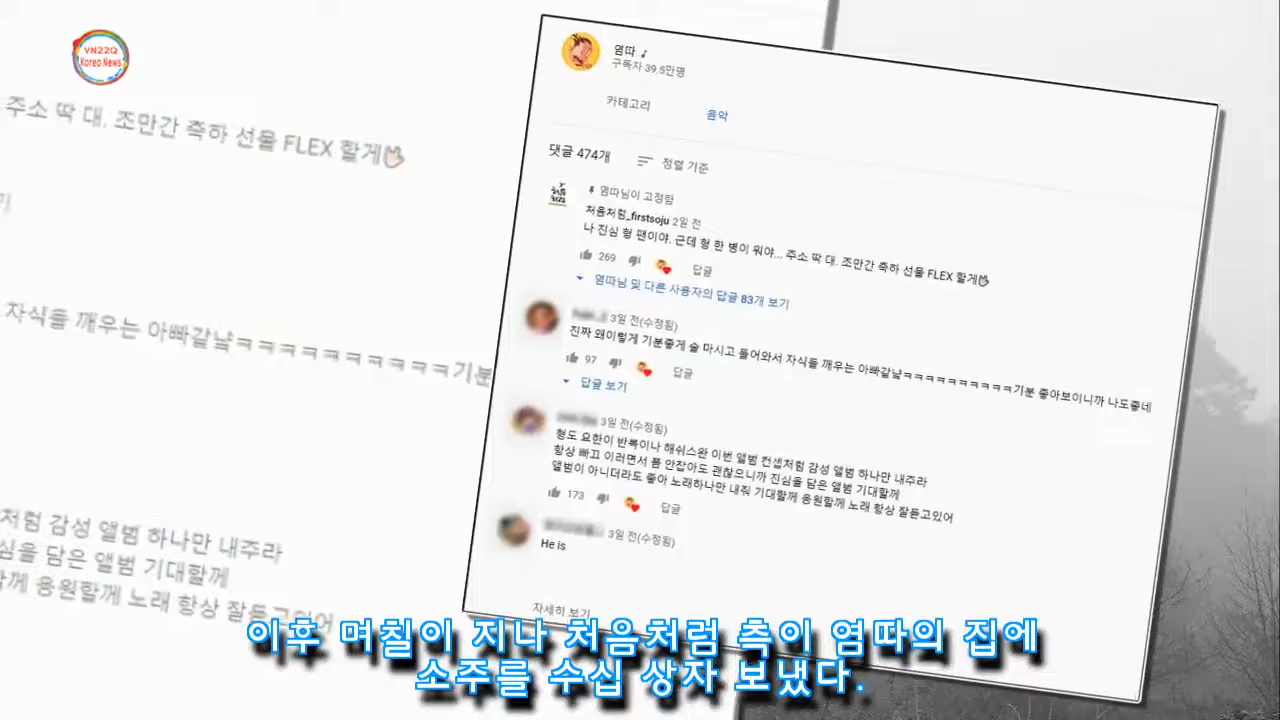 VN22Q
Korea News
주소 딱 대. 조만간 축하 선물 FLEX 할게
자식을 깨우는 아빠같냨ㅋㅋㅋㅋㅋㅋㅋㅋㅋㅋ기분
처럼 감성 앨범 하나만 내주라
심을 담은 앨범 기대할께
할께 응원할께 노래 항상 잘듣고있어
염따 ♪
구독자 39.5만명
카테고리
음악
댓글 474개
정렬 기준
염따님이 고정함
처음처럼_firstsoju 2일 전
나 진심 형 팬이야. 근데 형 한 병이 뭐야... 주소 딱 대. 조만간 축하 선물 FLEX 할게
269 답글
염따님 및 다른 사용자의 답글 83개 보기
3일 전(수정됨)
진짜 왜이렇게 기분좋게 술 마시고 들어와서 자식을 깨우는 아빠같냨ㅋㅋㅋㅋㅋㅋㅋㅋㅋㅋ기분 좋아보이니까 나도좋네
97 답글
답글 보기
3일 전(수정됨)
형도 요한이 반복이나 해쉬스완 이번 앨범 컨셉처럼 감성 앨범 하나만 내주라
항상 빠끄 이러면서 폼 안잡아도 괜찮으니까 진심을 담은 앨범 기대할께
앨범이 아니더라도 좋아 노래하나만 내줘 기대할께 응원할께 노래 항상 잘듣고있어
173 답글
3일 전(수정됨)
He is
자세히 보기
이후 며칠이 지나 처음처럼 측이 염따의 집에
소주를 수십 상자 보냈다.